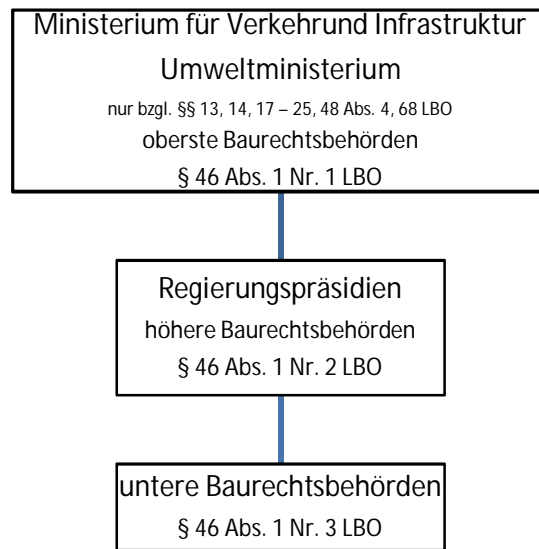 Ministerium für Verkehrund Infrastruktur
Umweltministerium
nur bzgl. §§ 13, 14, 17 – 25, 48 Abs. 4, 68 LBO
oberste Baurechtsbehörden
§ 46 Abs. 1 Nr. 1 LBO
Regierungspräsidien
höhere Baurechtsbehörden
§ 46 Abs. 1 Nr. 2 LBO
untere Baurechtsbehörden
§ 46 Abs. 1 Nr. 3 LBO